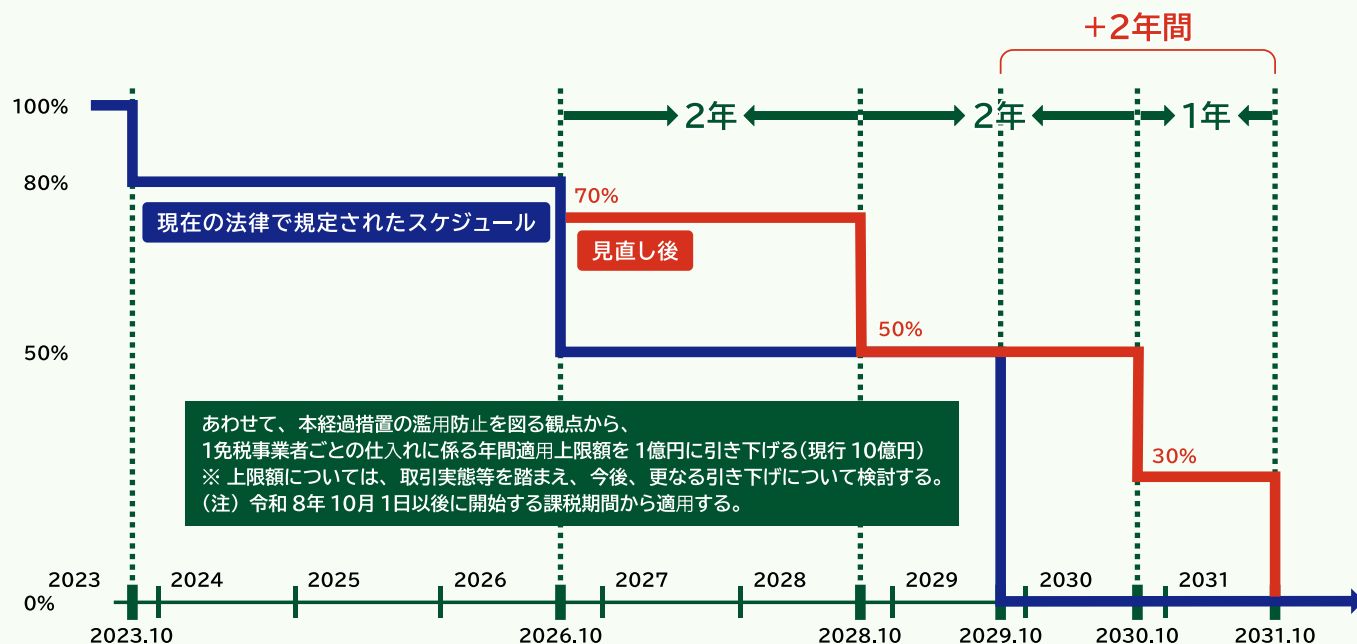 +2年間
100%
2年
2年
1年
80%
70%
現在の法律で規定されたスケジュール
見直し後
50%
50%
あわせて、本経過措置の濫用防止を図る観点から、
1免税事業者ごとの仕入れに係る年間適用上限額を1億円に引き下げる(現行10億円)
※ 上限額については、取引実態等を踏まえ、今後、更なる引き下げについて検討する。
(注) 令和8年10月1日以後に開始する課税期間から適用する。
30%
2023
2024
2025
2026
2027
2028
2029
2030
2031
0%
2023.10
2026.10
2028.10
2029.10
2030.10
2031.10